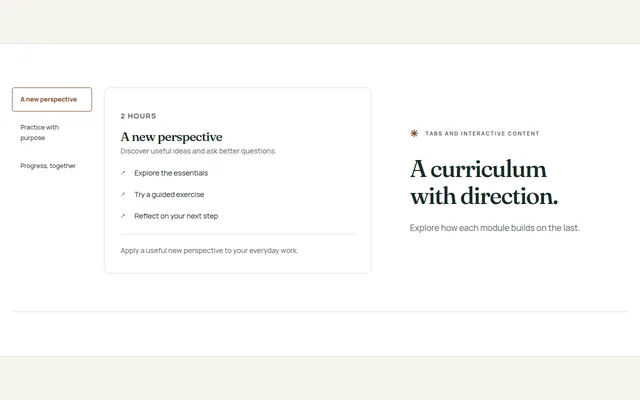 A new perspective
Practice with
purpose
Progress, together
2 HOURS
A new perspective
Discover useful ideas and ask better questions.
Explore the essentials
Try a guided exercise
Reflect on your next step
Apply a useful new perspective to your everyday work.
TABS AND INTERACTIVE CONTENT
A curriculum
with direction.
Explore how each module builds on the last.